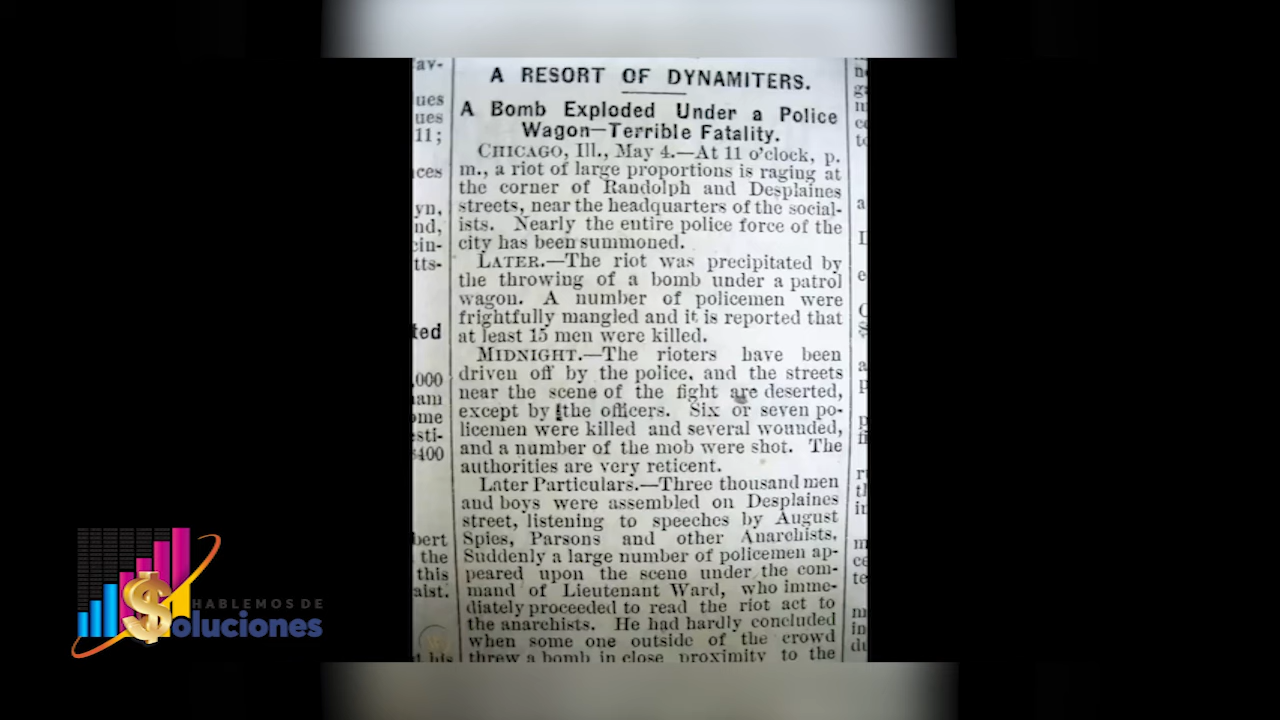 A RESORT OF DYNAMITERS.
A Bomb Exploded Under a Police
Wagon—Terrible Fatality.
CHICAGO, Ill., May 4.—At 11 o'clock, p.
m., a riot of large proportions is raging at
the corner of Randolph and Desplaines
streets, near the headquarters of the social-
ists. Nearly the entire police force of the
city has been summoned.
LATER.—The riot was precipitated by
the throwing of a bomb under a patrol
wagon. A number of policemen were
frightfully mangled and it is reported that
at least 15 men were killed.
MIDNIGHT.—The rioters have been
driven off by the police, and the streets
near the scene of the fight are deserted,
except by the officers. Six or seven po-
licemen were killed and several wounded,
and a number of the mob were shot. The
authorities are very reticent.
Later Particulars.—Three thousand men
and boys were assembled on Desplaines
street, listening to speeches by August
Spies, Parsons and other Anarchists.
Suddenly a large number of policemen ap-
peared upon the scene under the com-
mand of Lieutenant Ward, who imme-
diately proceeded to read the riot act to
the anarchists. He had hardly concluded
when some one outside of the crowd
threw a bomb in close proximity to the
HABLEMOS DE
$oluciones